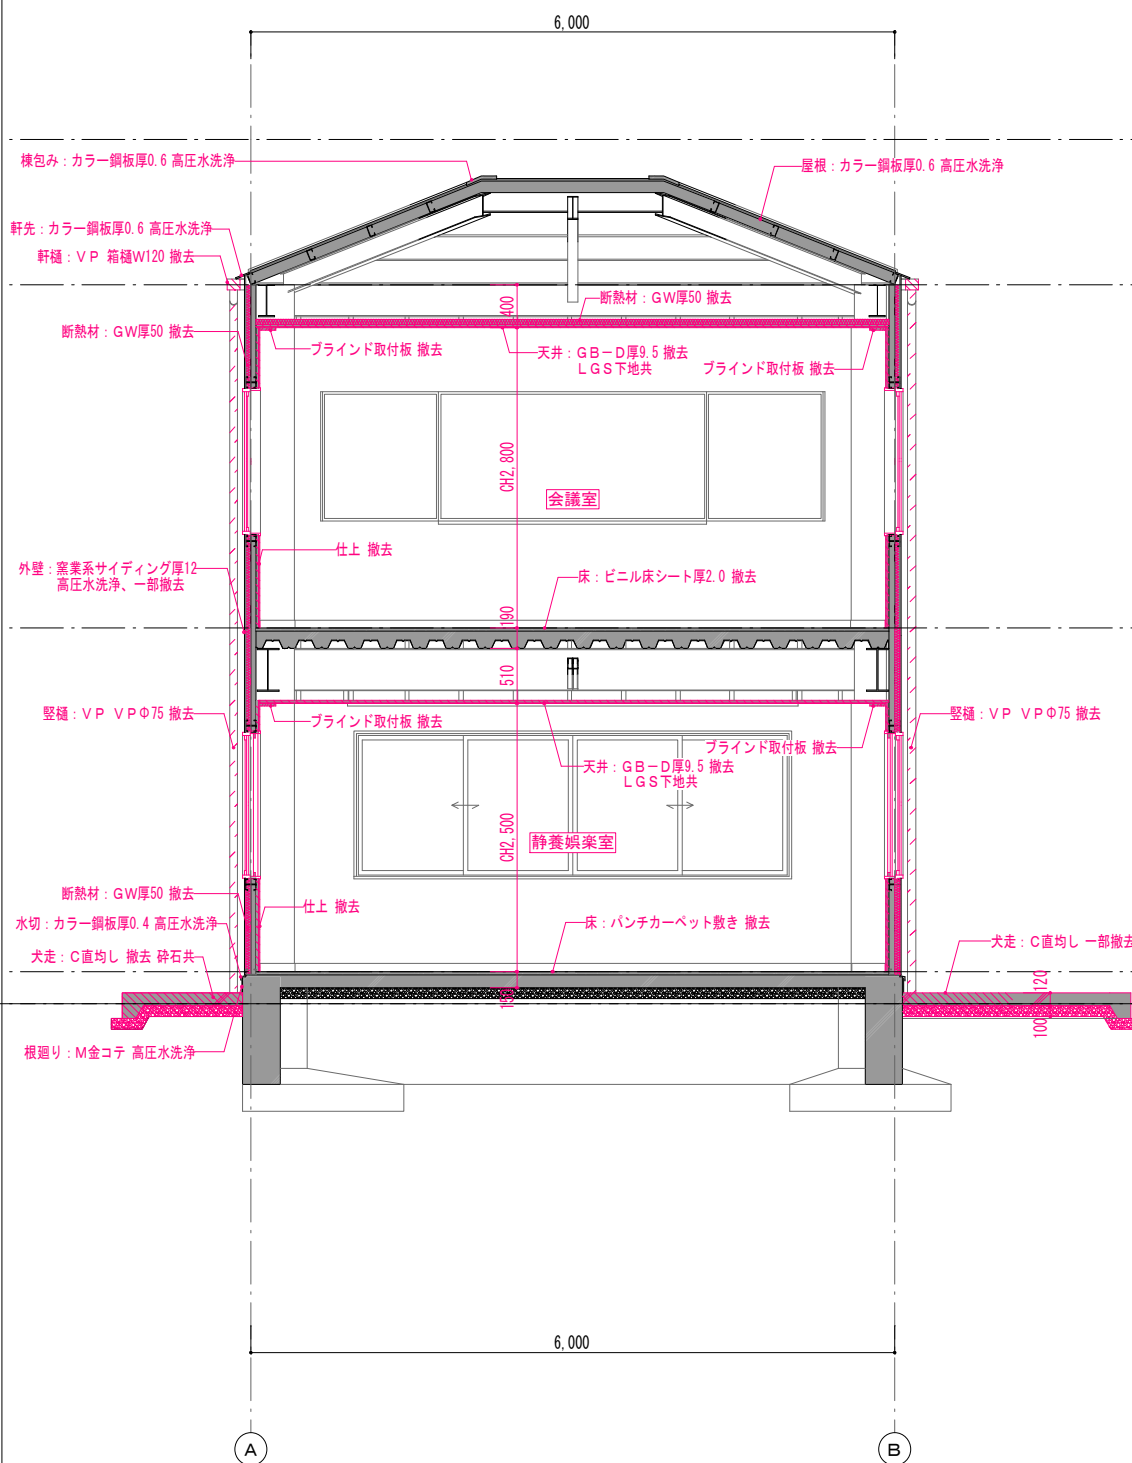 6,000
棟包み：カラー鋼板厚0.6 高圧水洗浄
屋根：カラー鋼板厚0.6 高圧水洗浄
軒先：カラー鋼板厚0.6 高圧水洗浄
軒樋：ＶＰ 箱樋W120 撤去
断熱材：GW厚50 撤去
400
断熱材：GW厚50 撤去
ブラインド取付板 撤去
天井：GB－D厚9.5 撤去
LGS下地共
ブラインド取付板 撤去
CH2,800
会議室
仕上 撤去
外壁：窯業系サイディング厚12
高圧水洗浄、一部撤去
床：ビニル床シート厚2.0 撤去
190
510
竪樋：ＶＰ ＶＰΦ75 撤去
ブラインド取付板 撤去
ブラインド取付板 撤去
竪樋：ＶＰ ＶＰΦ75 撤去
天井：GB－D厚9.5 撤去
LGS下地共
CH2,500
静養娯楽室
断熱材：GW厚50 撤去
仕上 撤去
水切：カラー鋼板厚0.4 高圧水洗浄
床：パンチカーペット敷き 撤去
犬走：C直均し 撤去 砕石共
犬走：C直均し 一部撤去
150
120
100
根廻り：M金コテ 高圧水洗浄
6,000
A
B